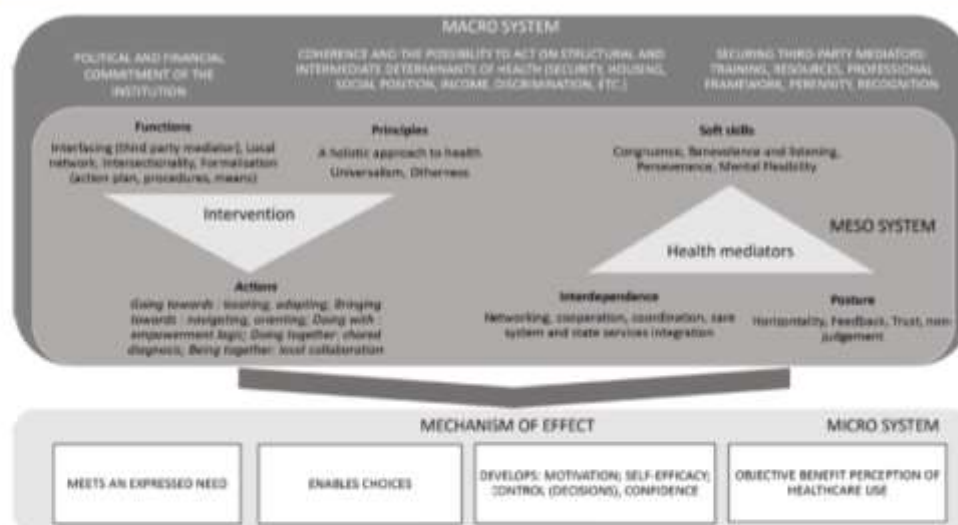 MACRO SYSTEM
POLITICAL AND FINANCIAL
COMMITMENT OF THE
INSTITUTION
COHERENCE AND THE POSSIBILITY TO ACT ON STRUCTURAL AND
INTERMEDIATE DETERMINANTS OF HEALTH (SECURITY, HOUSING,
SOCIAL POSITION, INCOME, DISCRIMINATION, ETC.)
SECURING THIRD-PARTY MEDIATORS:
TRAINING, RESOURCES, PROFESSIONAL
FRAMEWORK, PERENNITY, RECOGNITION
Functions
Interfacing (third party mediator), Local
network, Intersectionality, Formalisation
(action plan, procedures, means)
Principles
A holistic approach to health
Universalism, Otherness
Soft skills
Congruence, Benevolence and listening,
Perseverance, Mental Flexibility
Intervention
MESO SYSTEM
Health mediators
Actions
Going towards : locating, adapting; Bringing
towards : navigating, orienting; Doing with :
empowerment logic; Doing together: shared
diagnosis; Being together: local collaboration
Interdependence
Networking, cooperation, coordination, care
system and state services integration
Posture
Horizontality, Feedback, Trust, non-
judgement
MECHANISM OF EFFECT
MICRO SYSTEM
MEETS AN EXPRESSED NEED
ENABLES CHOICES
DEVELOPS: MOTIVATION; SELF-EFFICACY;
CONTROL (DECISIONS), CONFIDENCE
OBJECTIVE BENEFIT PERCEPTION OF
HEALTHCARE USE